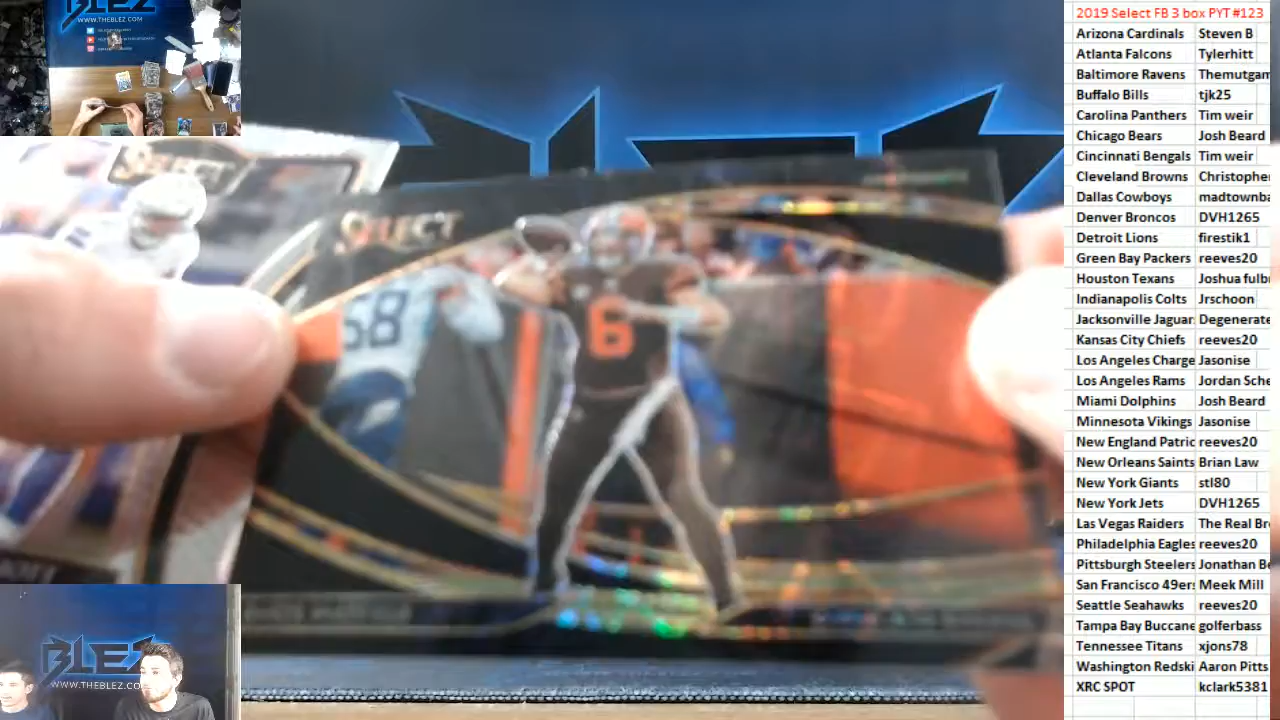 BLEZ
WWW.THEBLEZ.COM
SELECT
SELECT
58
6
BLEZ
WWW.THEBLEZ.COM
2019 Select FB 3 box PYT #123
Arizona Cardinals Steven B
Atlanta Falcons Tylerhitt
Baltimore Ravens Themutgam
Buffalo Bills tjk25
Carolina Panthers Tim weir
Chicago Bears Josh Beard
Cincinnati Bengals Tim weir
Cleveland Browns Christopher
Dallas Cowboys madtownba
Denver Broncos DVH1265
Detroit Lions firestik1
Green Bay Packers reeves20
Houston Texans Joshua fulb
Indianapolis Colts Jrschoon
Jacksonville Jaguar Degenerate
Kansas City Chiefs reeves20
Los Angeles Charge Jasonise
Los Angeles Rams Jordan Sche
Miami Dolphins Josh Beard
Minnesota Vikings Jasonise
New England Patric reeves20
New Orleans Saints Brian Law
New York Giants stl80
New York Jets DVH1265
Las Vegas Raiders The Real Br
Philadelphia Eagles reeves20
Pittsburgh Steelers Jonathan Be
San Francisco 49ers Meek Mill
Seattle Seahawks reeves20
Tampa Bay Buccane golferbass
Tennessee Titans xjons78
Washington Redski Aaron Pitts
XRC SPOT kclark5381